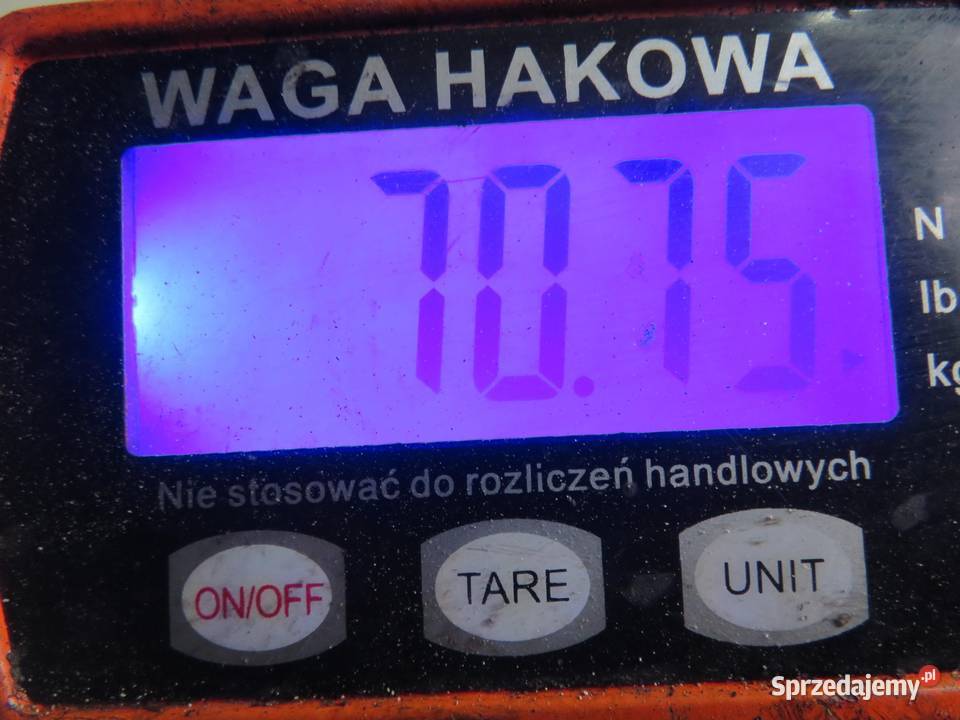 WAGA HAKOWA
70.75
N
lb
kg
Nie stosować do rozliczeń handlowych
ON/OFF
TARE
UNIT
Sprzedajemy.pl